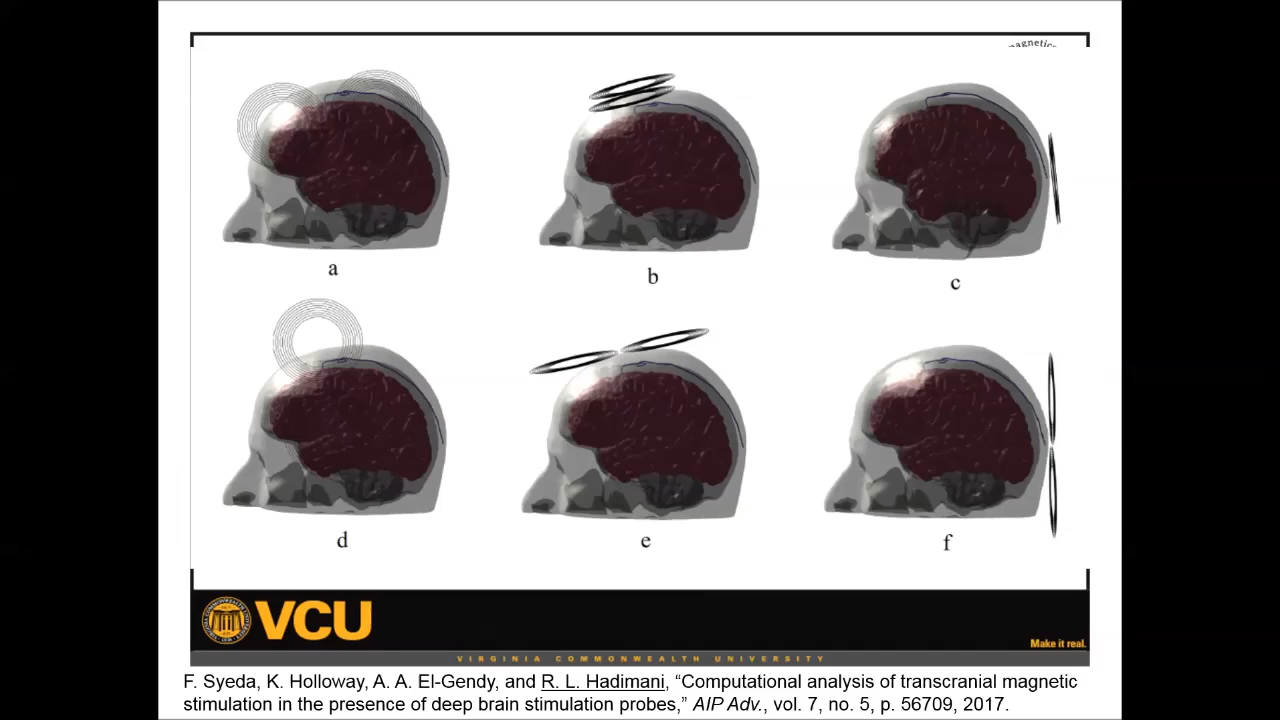 magnetics
a
b
c
d
e
f
VCU
Make it real.
VIRGINIA COMMONWEALTH UNIVERSITY
F. Syeda, K. Holloway, A. A. El-Gendy, and R. L. Hadimani, “Computational analysis of transcranial magnetic
stimulation in the presence of deep brain stimulation probes,” AIP Adv., vol. 7, no. 5, p. 56709, 2017.